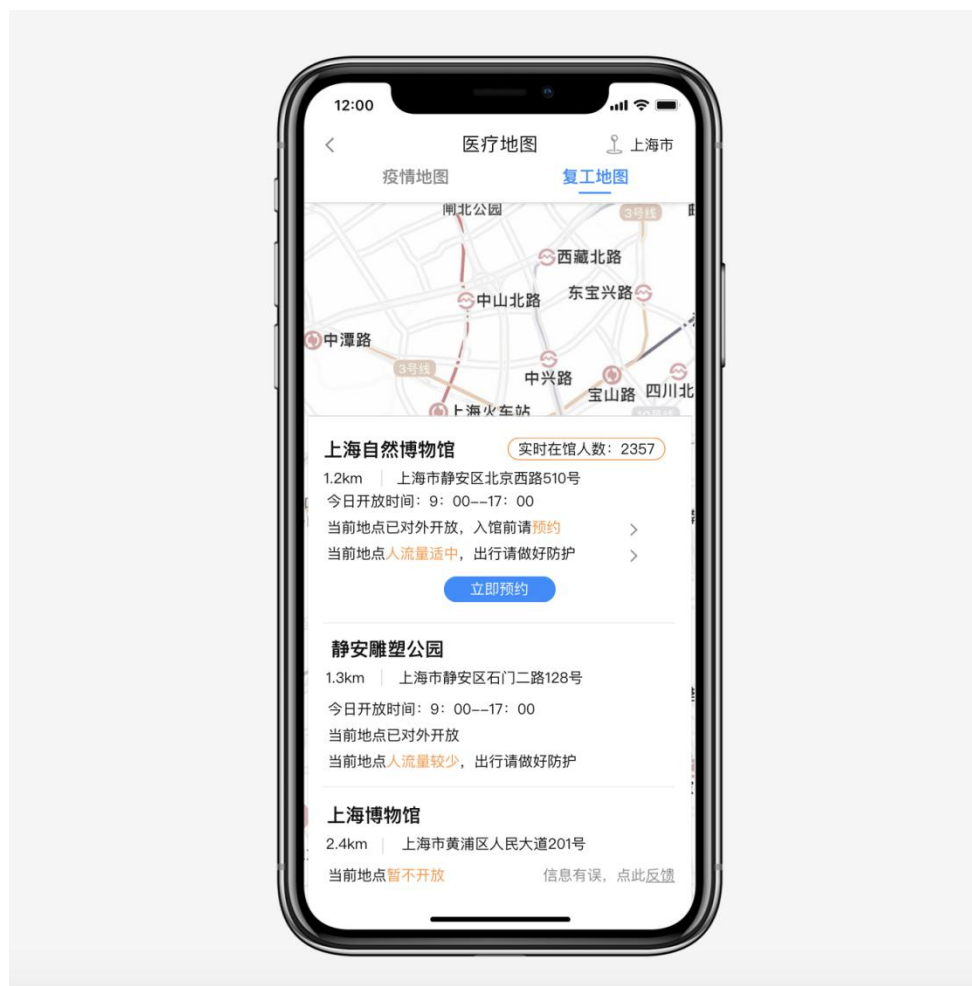 12:00
医疗地图
上海市
疫情地图
复工地图
闸北公园
3号线
西藏北路
中山北路
东宝兴路
中潭路
3号线
中兴路
宝山路
四川北
上海火车站
10号线
上海自然博物馆
实时在馆人数：2357
1.2km 上海市静安区北京西路510号
今日开放时间：9：00--17：00
当前地点已对外开放，入馆前请预约
当前地点人流量适中，出行请做好防护
立即预约
静安雕塑公园
1.3km 上海市静安区石门二路128号
今日开放时间：9：00--17：00
当前地点已对外开放
当前地点人流量较少，出行请做好防护
上海博物馆
2.4km 上海市黄浦区人民大道201号
当前地点暂不开放
信息有误，点此反馈